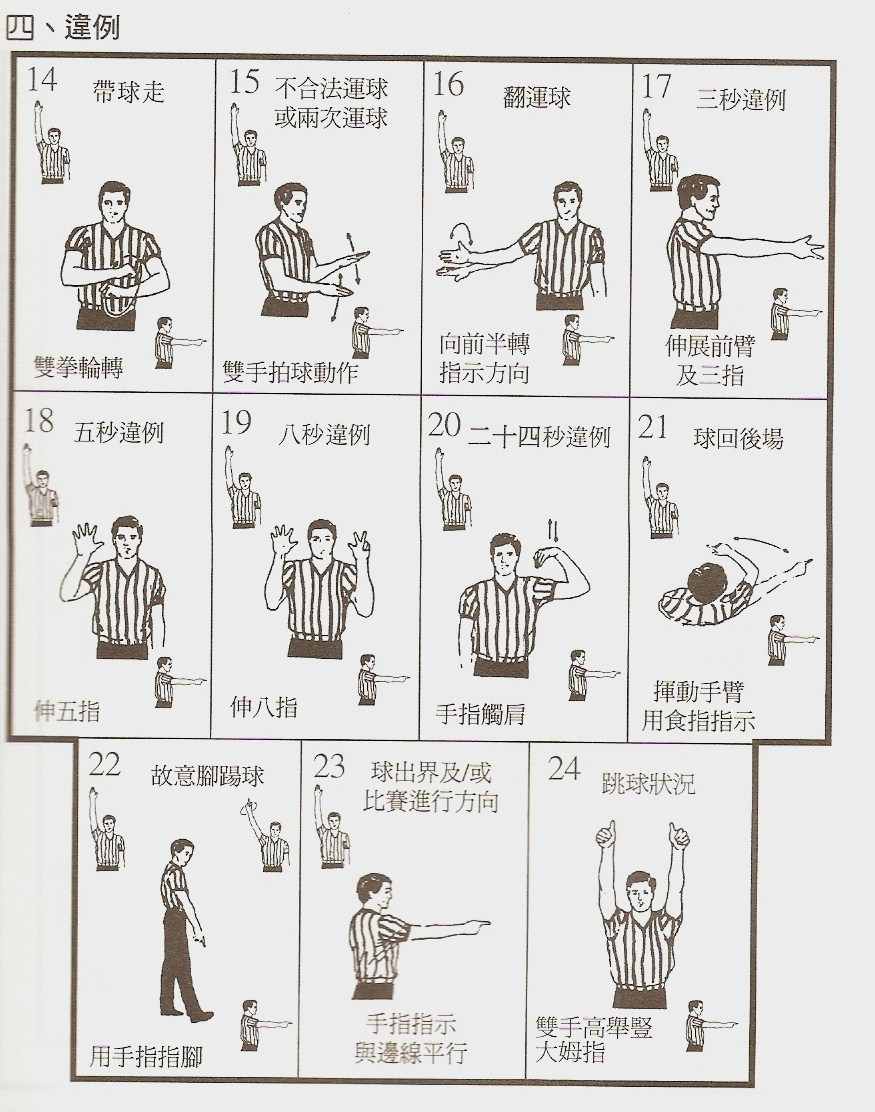 四、違例
14 帶球走
雙拳輪轉
15 不合法運球
或兩次運球
雙手拍球動作
16 翻運球
向前半轉
指示方向
17 三秒違例
伸展前臂
及三指
18 五秒違例
伸五指
19 八秒違例
伸八指
20 二十四秒違例
手指觸肩
21 球回後場
揮動手臂
用食指指示
22 故意腳踢球
用手指指腳
23 球出界及/或
比賽進行方向
手指指示
與邊線平行
24 跳球狀況
雙手高舉豎
大姆指